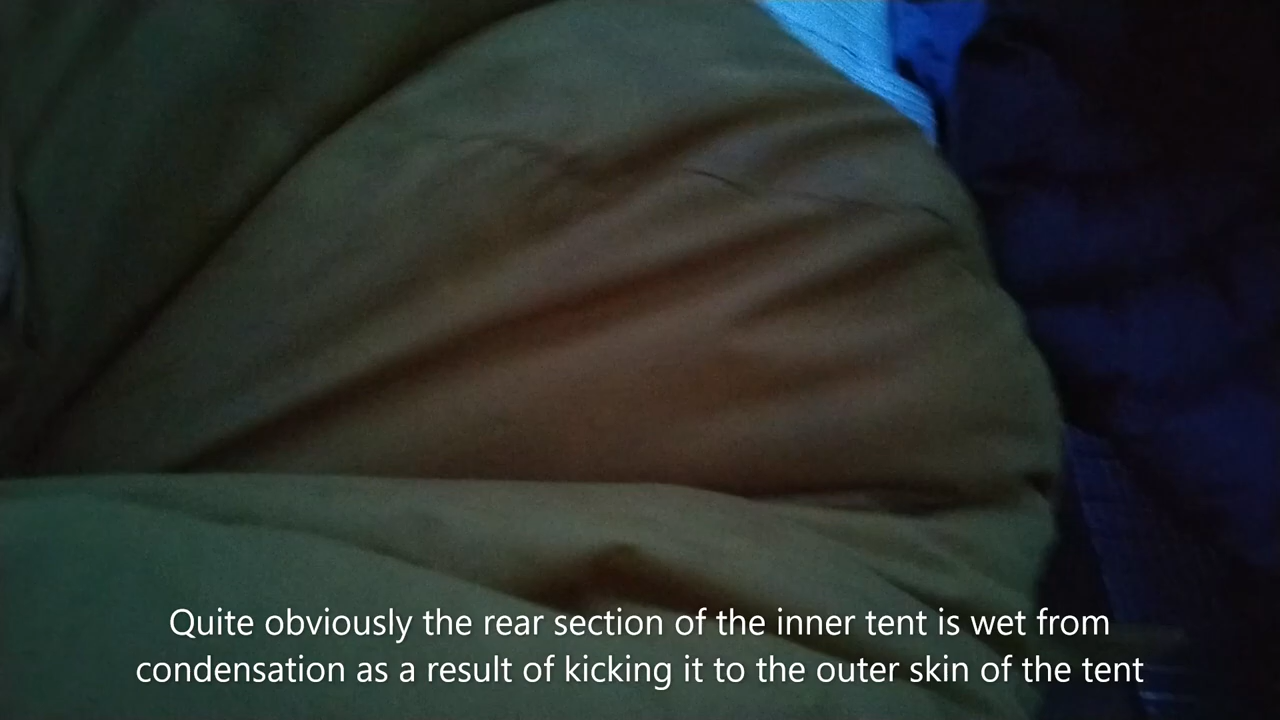 Quite obviously the rear section of the inner tent is wet from
condensation as a result of kicking it to the outer skin of the tent